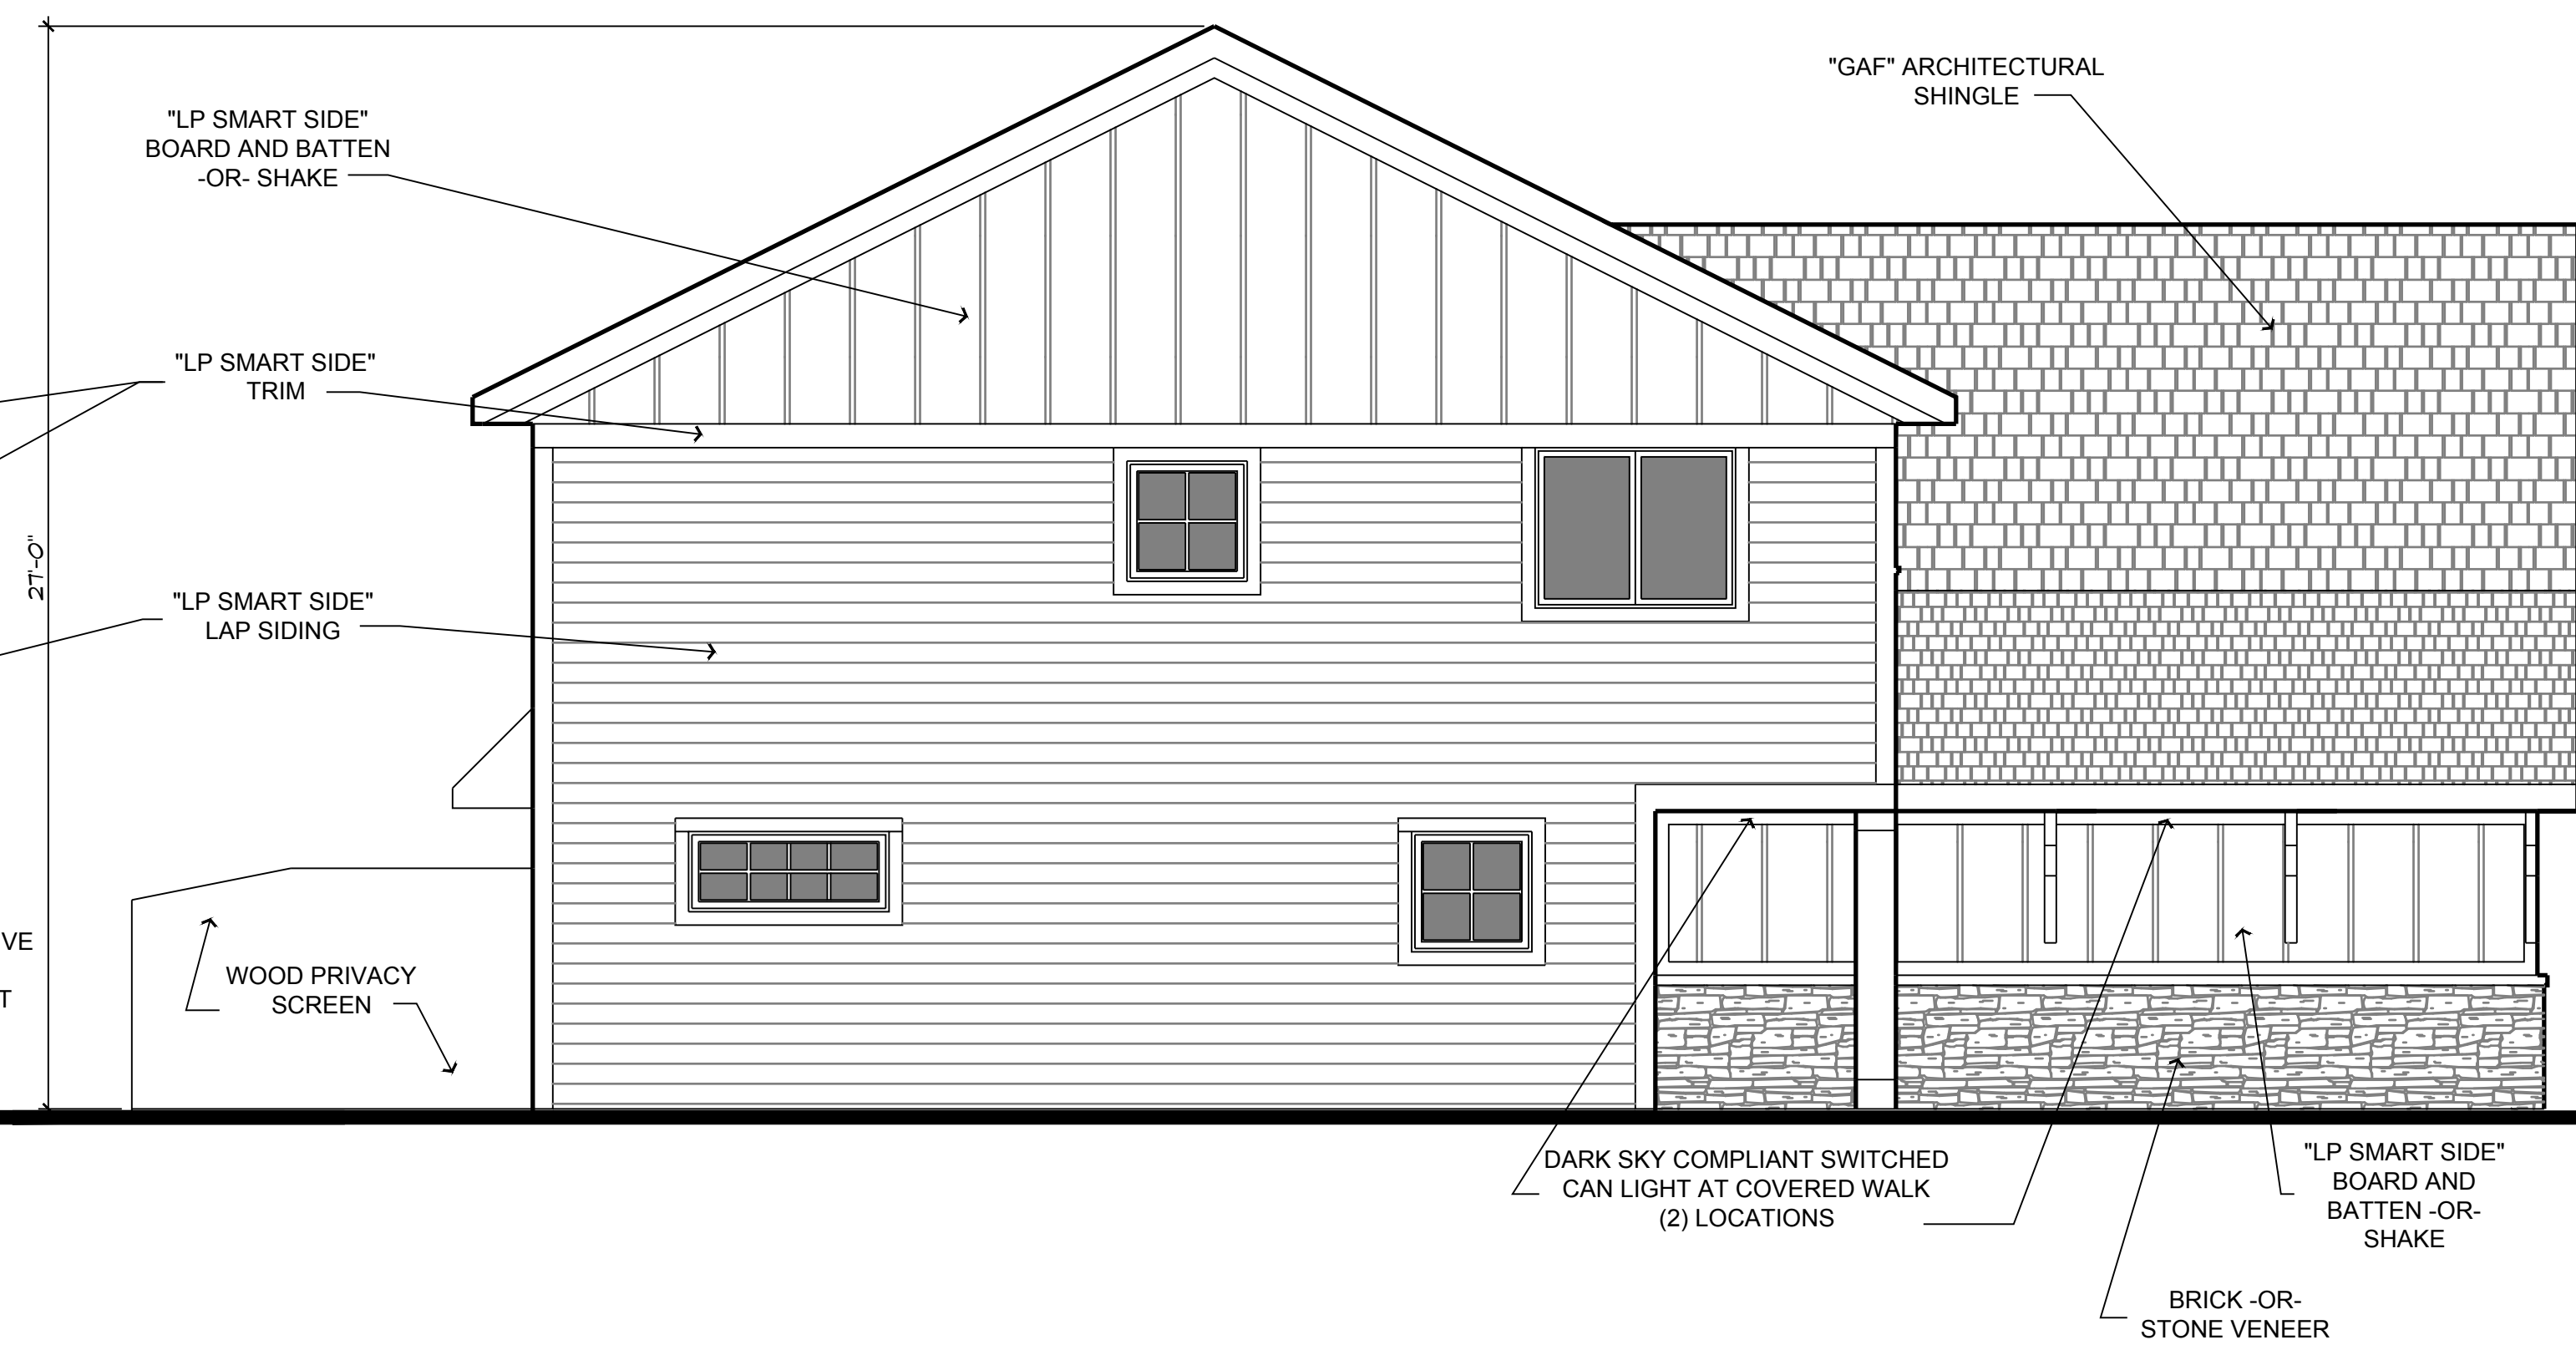 "GAF" ARCHITECTURAL
SHINGLE
"LP SMART SIDE"
BOARD AND BATTEN
-OR- SHAKE
"LP SMART SIDE"
TRIM
27'-0"
"LP SMART SIDE"
LAP SIDING
VE
T
WOOD PRIVACY
SCREEN
DARK SKY COMPLIANT SWITCHED
CAN LIGHT AT COVERED WALK
(2) LOCATIONS
"LP SMART SIDE"
BOARD AND
BATTEN -OR-
SHAKE
BRICK -OR-
STONE VENEER